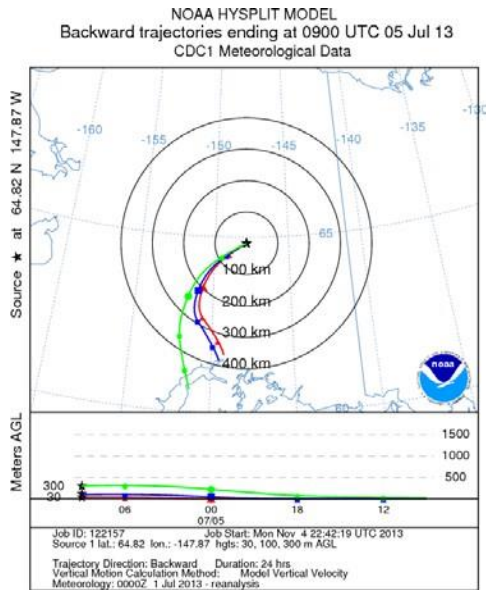 NOAA HYSPLIT MODEL
Backward trajectories ending at 0900 UTC 05 Jul 13
CDC1 Meteorological Data
Source ★ at 64.82 N 147.87 W
-160
-155
-150
-145
-140
-135
-130
65
100 km
200 km
300 km
400 km
noaa
Meters AGL
1500
1000
500
300
30
06
00
18
12
07/05
Job ID: 122157 Job Start: Mon Nov 4 22:42:19 UTC 2013
Source 1 lat.: 64.82 lon.: -147.87 hgts: 30, 100, 300 m AGL
Trajectory Direction: Backward Duration: 24 hrs
Vertical Motion Calculation Method: Model Vertical Velocity
Meteorology: 0000Z 1 Jul 2013 - reanalysis